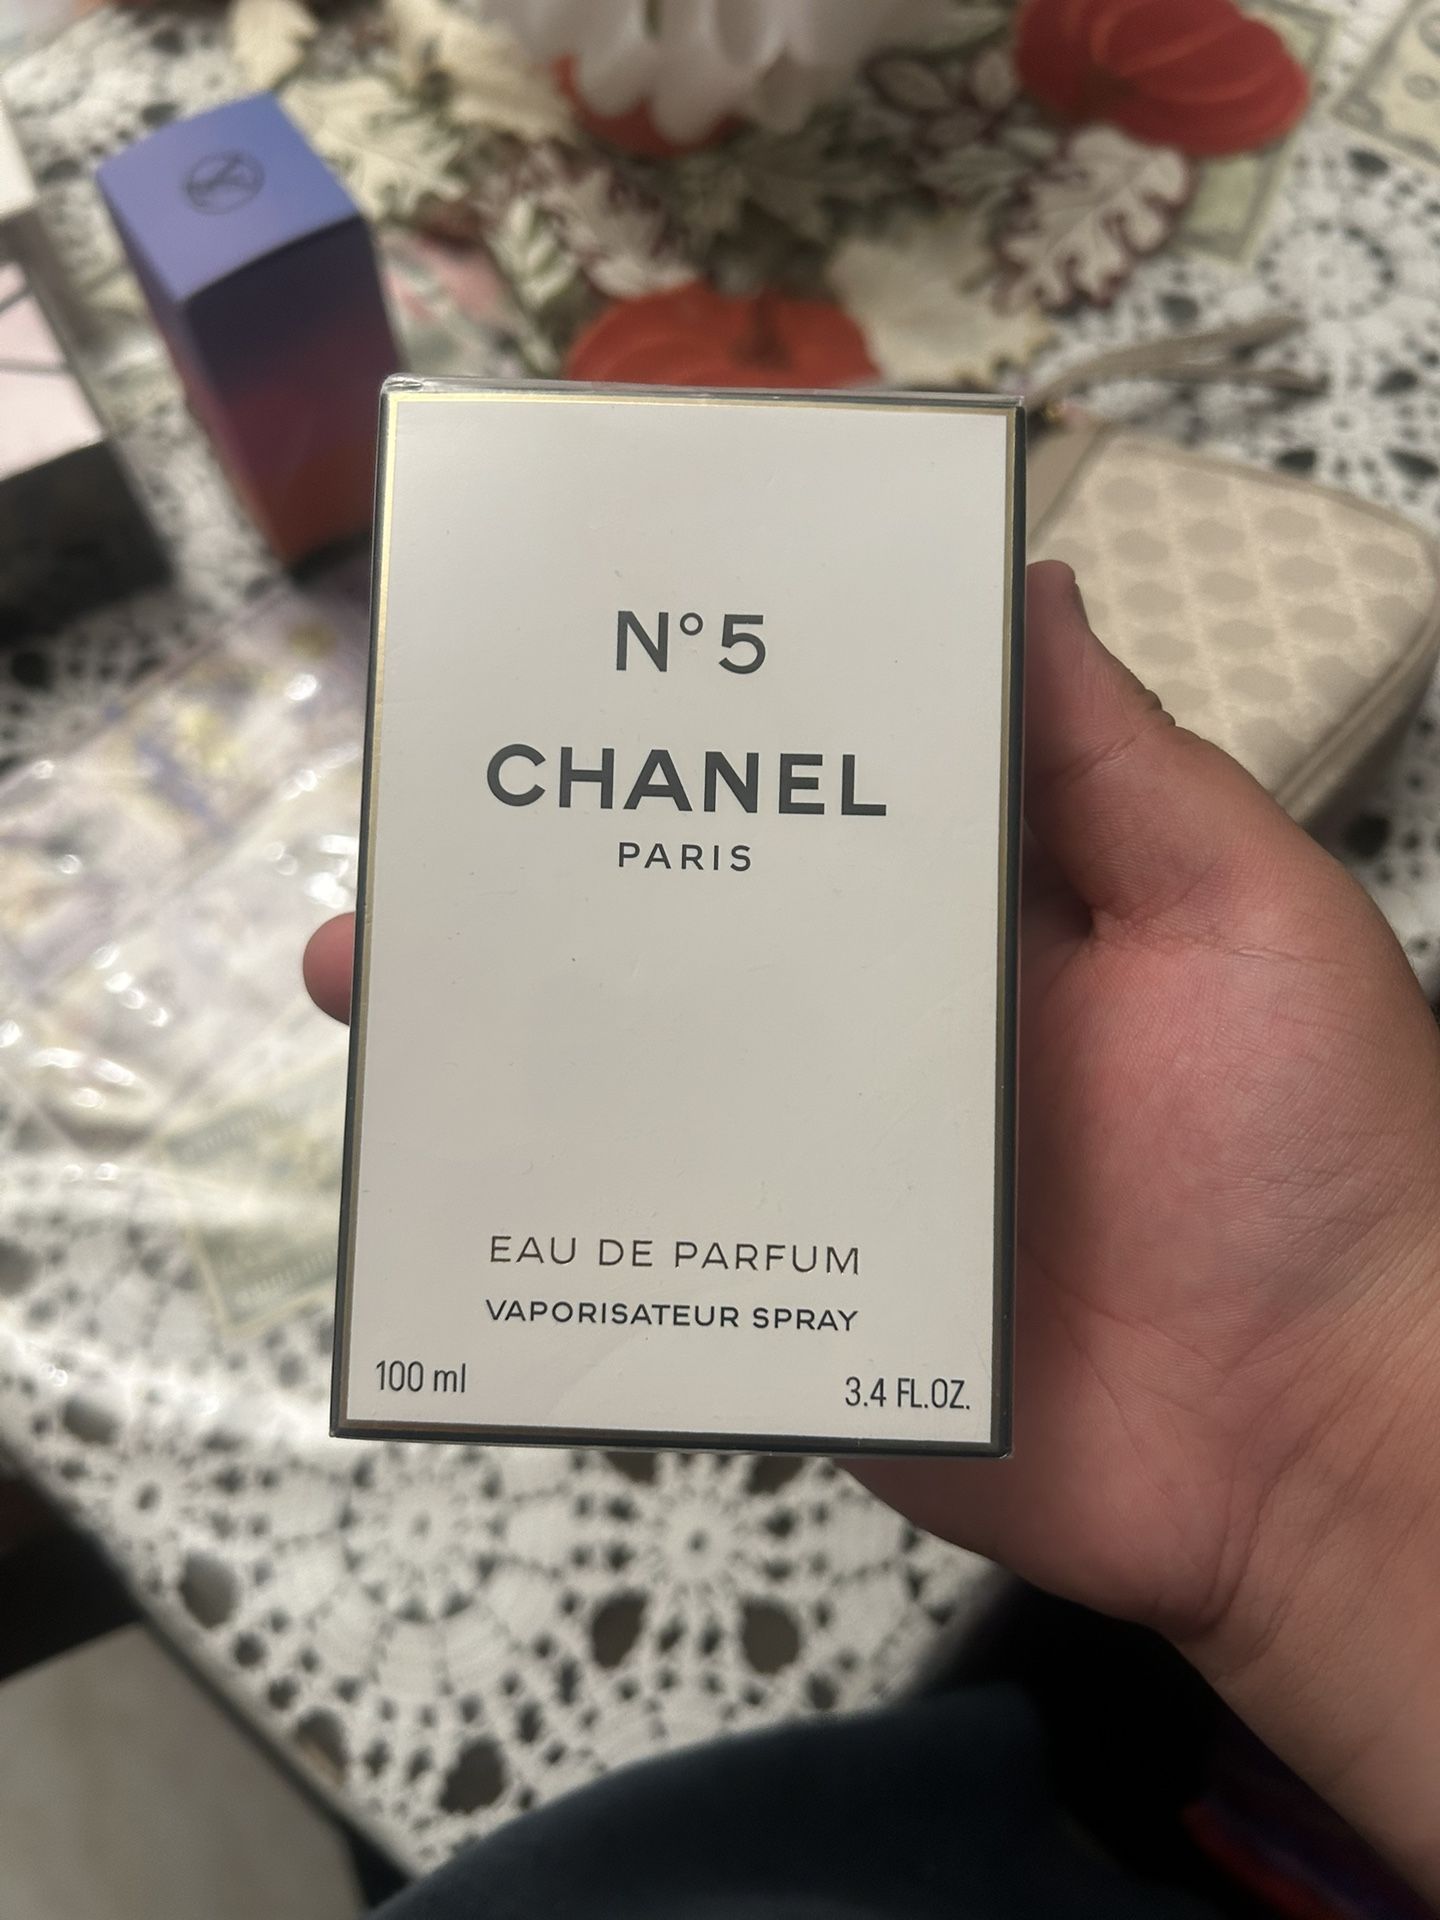 N°5
CHANEL
PARIS
EAU DE PARFUM
VAPORISATEUR SPRAY
100 ml
3.4 FL.OZ.